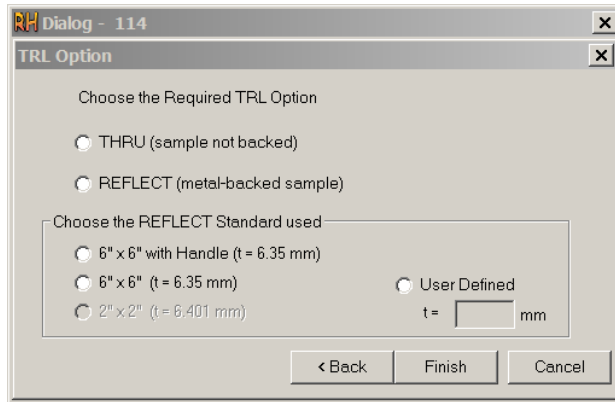 RH Dialog - 114
TRL Option
Choose the Required TRL Option
THRU (sample not backed)
REFLECT (metal-backed sample)
Choose the REFLECT Standard used
6" x 6" with Handle (t = 6.35 mm)
6" x 6" (t = 6.35 mm)
User Defined
2" x 2" (t = 6.401 mm)
t = mm
< Back Finish Cancel